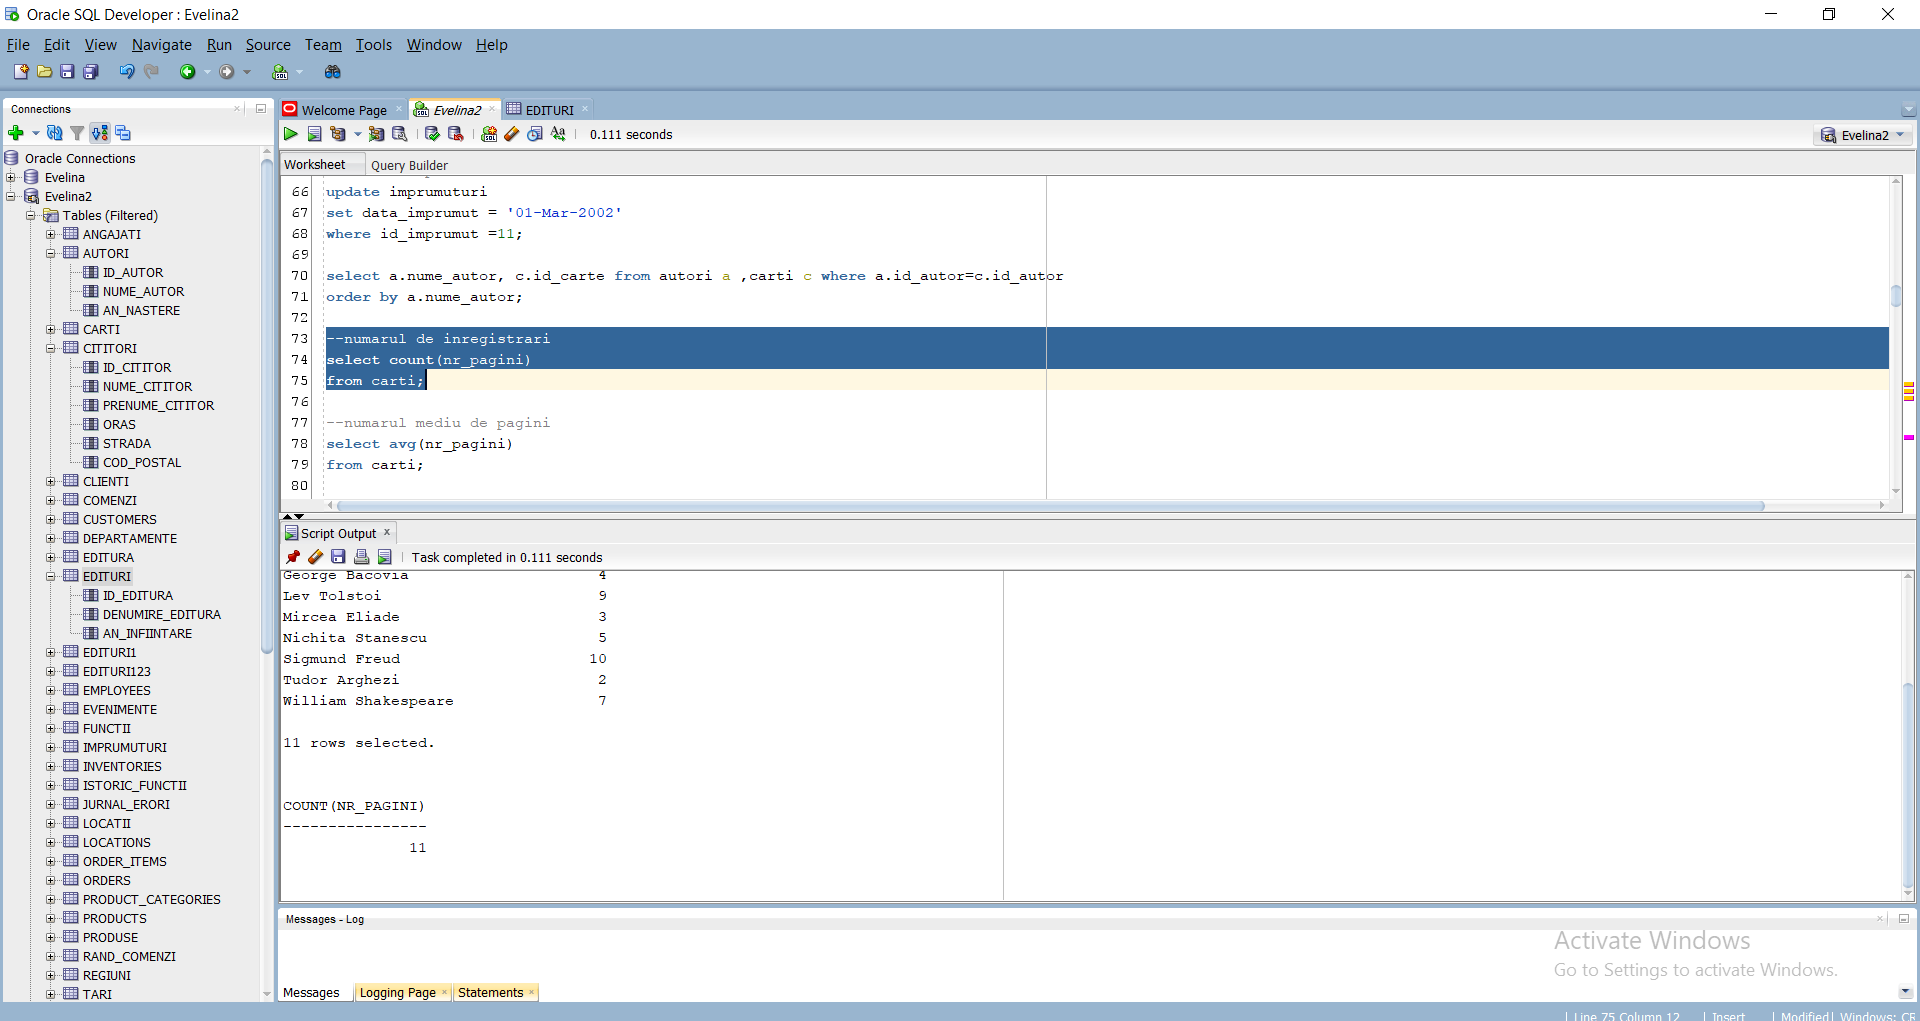 Oracle SQL Developer : Evelina2
File Edit View Navigate Run Source Team Tools Window Help
Connections
Oracle Connections
Evelina
Evelina2
Tables (Filtered)
ANGAJATI
AUTORI
ID_AUTOR
NUME_AUTOR
AN_NASTERE
CARTI
CITITORI
ID_CITITOR
NUME_CITITOR
PRENUME_CITITOR
ORAS
STRADA
COD_POSTAL
CLIENTI
COMENZI
CUSTOMERS
DEPARTAMENTE
EDITURA
EDITURI
ID_EDITURA
DENUMIRE_EDITURA
AN_INFIINTARE
EDITURI1
EDITURI123
EMPLOYEES
EVENIMENTE
FUNCTII
IMPRUMUTURI
INVENTORIES
ISTORIC_FUNCTII
JURNAL_ERORI
LOCATII
LOCATIONS
ORDER_ITEMS
ORDERS
PRODUCT_CATEGORIES
PRODUCTS
PRODUSE
RAND_COMENZI
REGIUNI
TARI
Welcome Page Evelina2 EDITURI
0.111 seconds
Evelina2
Worksheet Query Builder
66 update imprumuturi
67 set data_imprumut = '01-Mar-2002'
68 where id_imprumut =11;
69
70 select a.nume_autor, c.id_carte from autori a ,carti c where a.id_autor=c.id_autor
71 order by a.nume_autor;
72
73 --numarul de inregistrari
74 select count(nr_pagini)
75 from carti;
76
77 --numarul mediu de pagini
78 select avg(nr_pagini)
79 from carti;
80
Script Output
Task completed in 0.111 seconds
George Bacovia 4
Lev Tolstoi 9
Mircea Eliade 3
Nichita Stanescu 5
Sigmund Freud 10
Tudor Arghezi 2
William Shakespeare 7
11 rows selected.
COUNT(NR_PAGINI)
----------------
11
Messages - Log
Activate Windows
Go to Settings to activate Windows.
Messages Logging Page Statements
Line 75 Column 12 Insert Modified Windows: CR